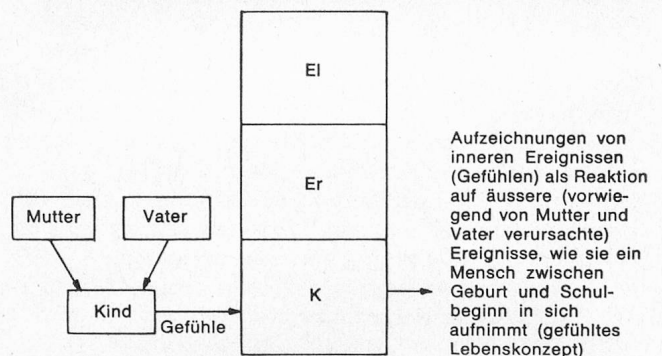 El
Er
Mutter
Vater
Kind
Gefühle
K
Aufzeichnungen von
inneren Ereignissen
(Gefühlen) als Reaktion
auf äussere (vorwie-
gend von Mutter und
Vater verursachte)
Ereignisse, wie sie ein
Mensch zwischen
Geburt und Schul-
beginn in sich
aufnimmt (gefühltes
Lebenskonzept)